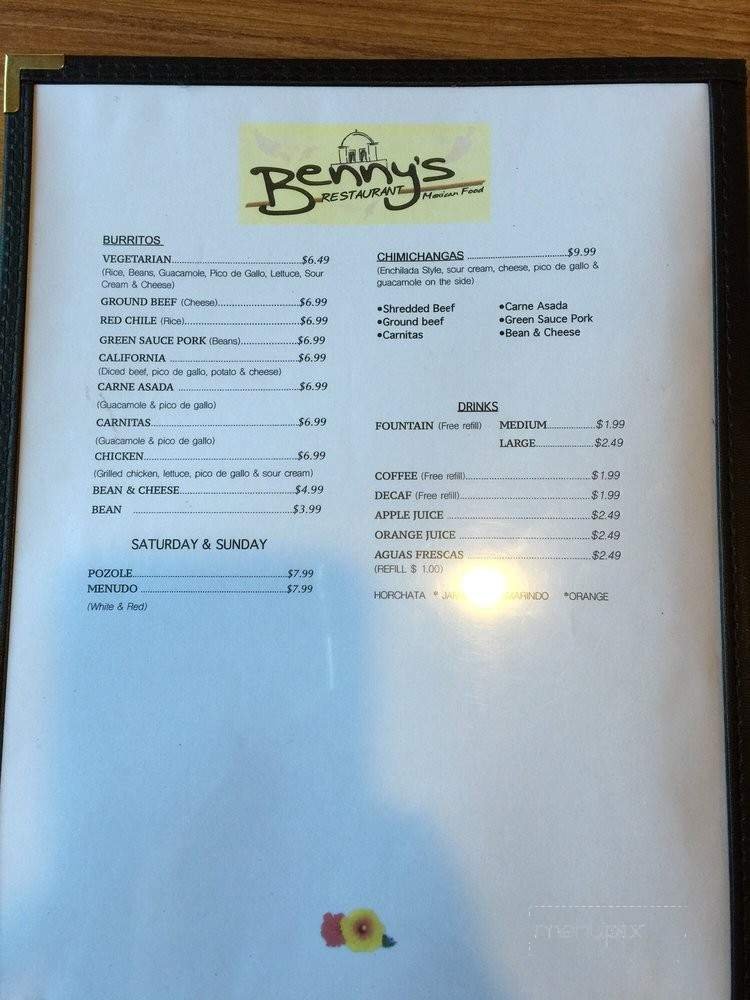 Benny's
RESTAURANT
Mexican Food
BURRITOS
VEGETARIAN.....$6.49
(Rice, Beans, Guacamole, Pico de Gallo, Lettuce, Sour
Cream & Cheese)
GROUND BEEF (Cheese).....$6.99
RED CHILE (Rice).....$6.99
GREEN SAUCE PORK (Beans).....$6.99
CALIFORNIA .....$6.99
(Diced beef, pico de gallo, potato & cheese)
CARNE ASADA .....$6.99
(Guacamole & pico de gallo)
CARNITAS.....$6.99
(Guacamole & pico de gallo)
CHICKEN.....$6.99
(Grilled chicken, lettuce, pico de gallo & sour cream)
BEAN & CHEESE.....$4.99
BEAN .....$3.99
SATURDAY & SUNDAY
POZOLE.....$7.99
MENUDO .....$7.99
(White & Red)
CHIMICHANGAS .....$9.99
(Enchilada Style, sour cream, cheese, pico de gallo &
guacamole on the side)
•Shredded Beef
•Ground beef
•Carnitas
•Carne Asada
•Green Sauce Pork
•Bean & Cheese
DRINKS
FOUNTAIN (Free refill) MEDIUM.....$1.99
LARGE.....$2.49
COFFEE (Free refill).....$1.99
DECAF (Free refill).....$1.99
APPLE JUICE .....$2.49
ORANGE JUICE .....$2.49
AGUAS FRESCAS .....$2.49
(REFILL $ 1.00)
HORCHATA * *ORANGE
menupix